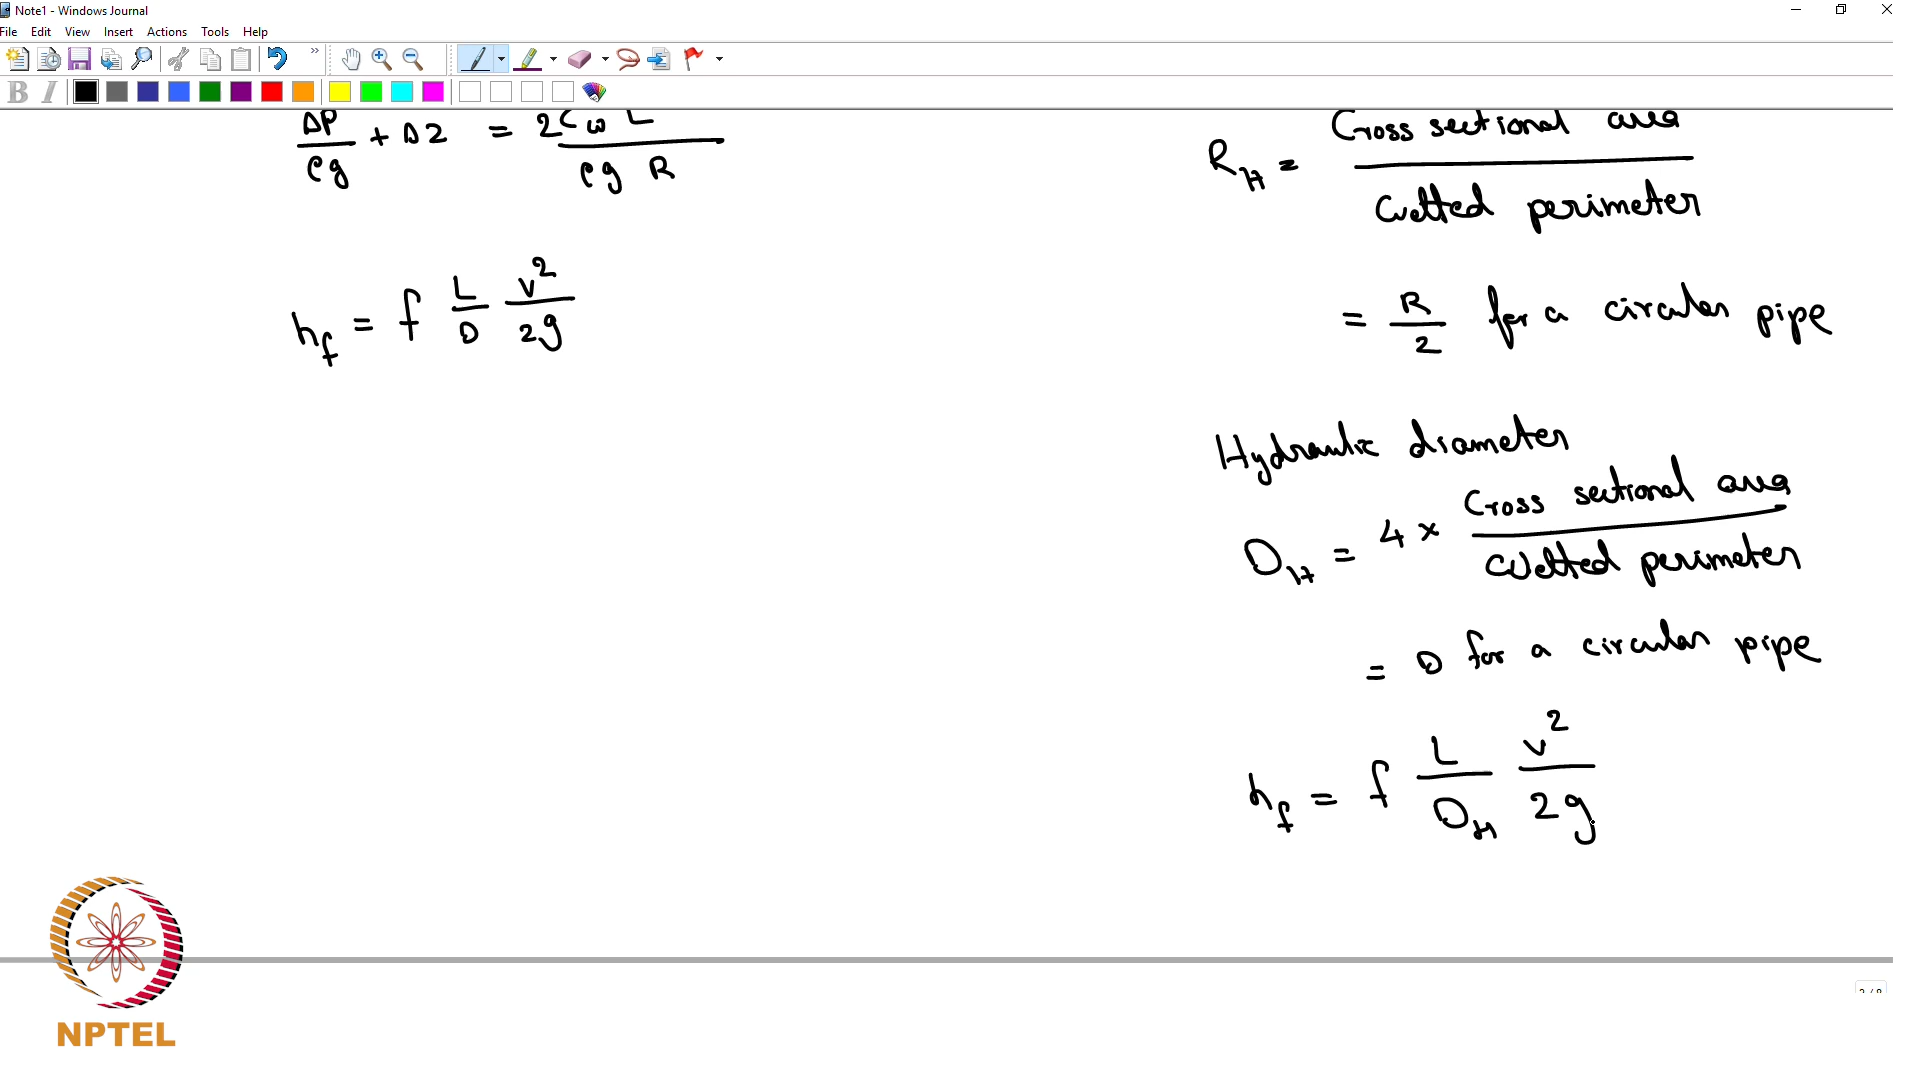 Note1 - Windows Journal
File Edit View Insert Actions Tools Help
B I
ΔP/ρg + ΔZ = 2τw L/ρg R
hf = f L/D v²/2g
RH = Cross sectional area/Wetted perimeter
= R/2 for a circular pipe
Hydraulic diameter
DH = 4 × Cross sectional area/Wetted perimeter
= D for a circular pipe
hf = f L/DH v²/2g
NPTEL